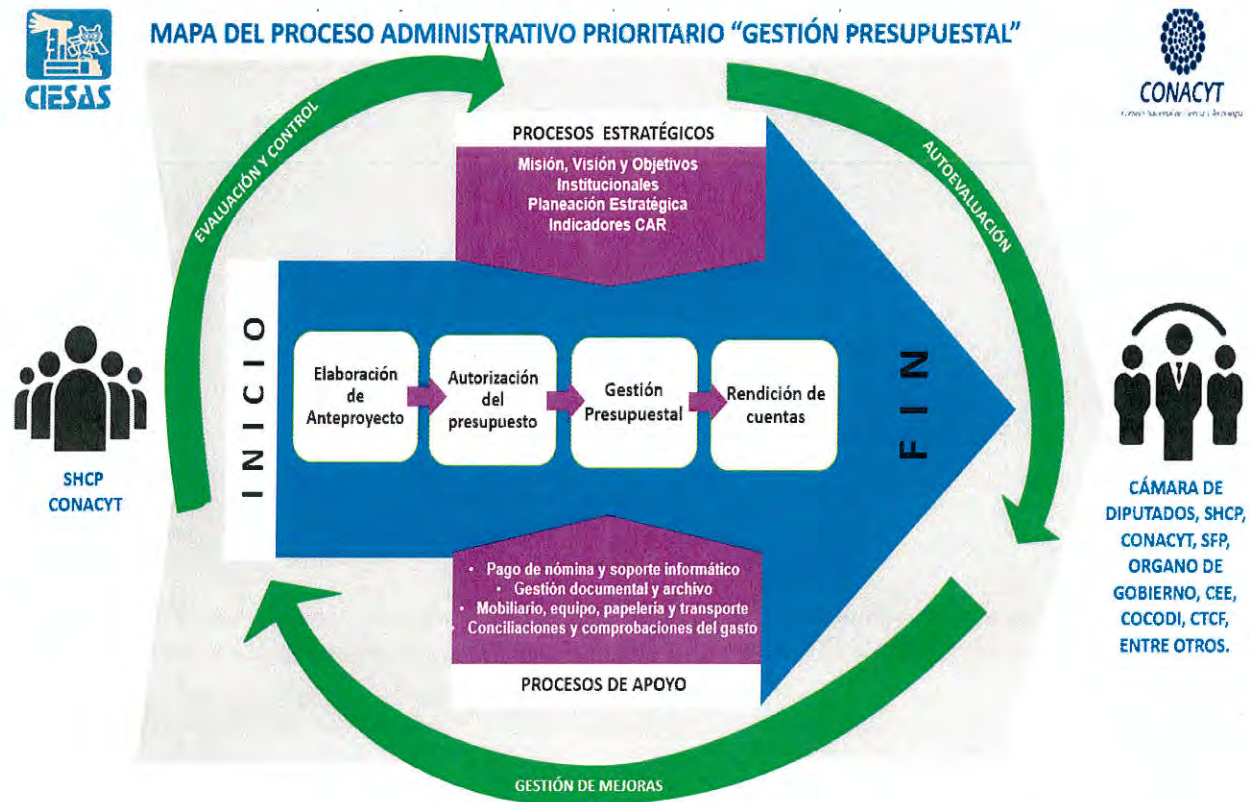 MAPA DEL PROCESO ADMINISTRATIVO PRIORITARIO “GESTIÓN PRESUPUESTAL”
CIESAS
CONACYT
EVALUACIÓN Y CONTROL
AUTOEVALUACIÓN
PROCESOS ESTRATÉGICOS
Misión, Visión y Objetivos
Institucionales
Planeación Estratégica
Indicadores CAR
INICIO
Elaboración
de
Anteproyecto
Autorización
del
presupuesto
Gestión
Presupuestal
Rendición de
cuentas
FIN
SHCP
CONACYT
CÁMARA DE
DIPUTADOS, SHCP,
CONACYT, SFP,
ORGANO DE
GOBIERNO, CEE,
COCODI, CTCF,
ENTRE OTROS.
• Pago de nómina y soporte informático
• Gestión documental y archivo
• Mobiliario, equipo, papelería y transporte
• Conciliaciones y comprobaciones del gasto
PROCESOS DE APOYO
GESTIÓN DE MEJORAS